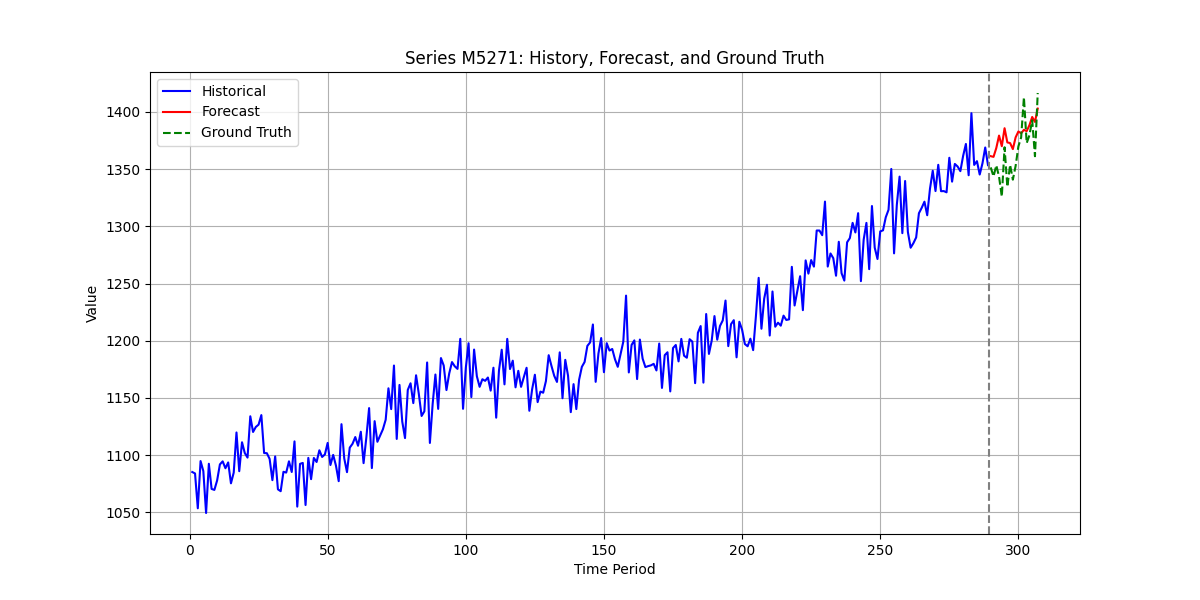 Series M5271: History, Forecast, and Ground Truth
Historical
Forecast
Ground Truth
Value
1400
1350
1300
1250
1200
1150
1100
1050
0 50 100 150 200 250 300
Time Period